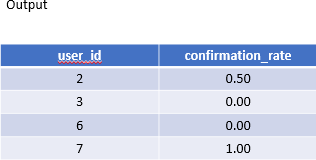 Output
user_id confirmation_rate
2 0.50
3 0.00
6 0.00
7 1.00